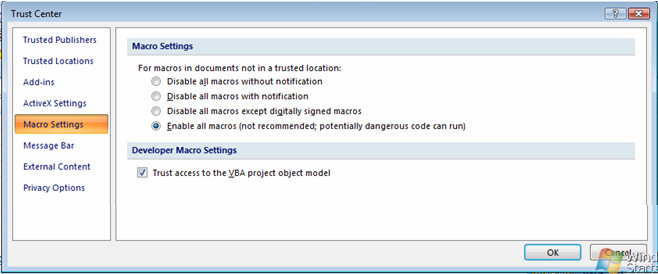 Trust Center
Trusted Publishers
Trusted Locations
Add-ins
ActiveX Settings
Macro Settings
Message Bar
External Content
Privacy Options
Macro Settings
For macros in documents not in a trusted location:
Disable all macros without notification
Disable all macros with notification
Disable all macros except digitally signed macros
Enable all macros (not recommended; potentially dangerous code can run)
Developer Macro Settings
Trust access to the VBA project object model
OK
Cancel
Wind
Start